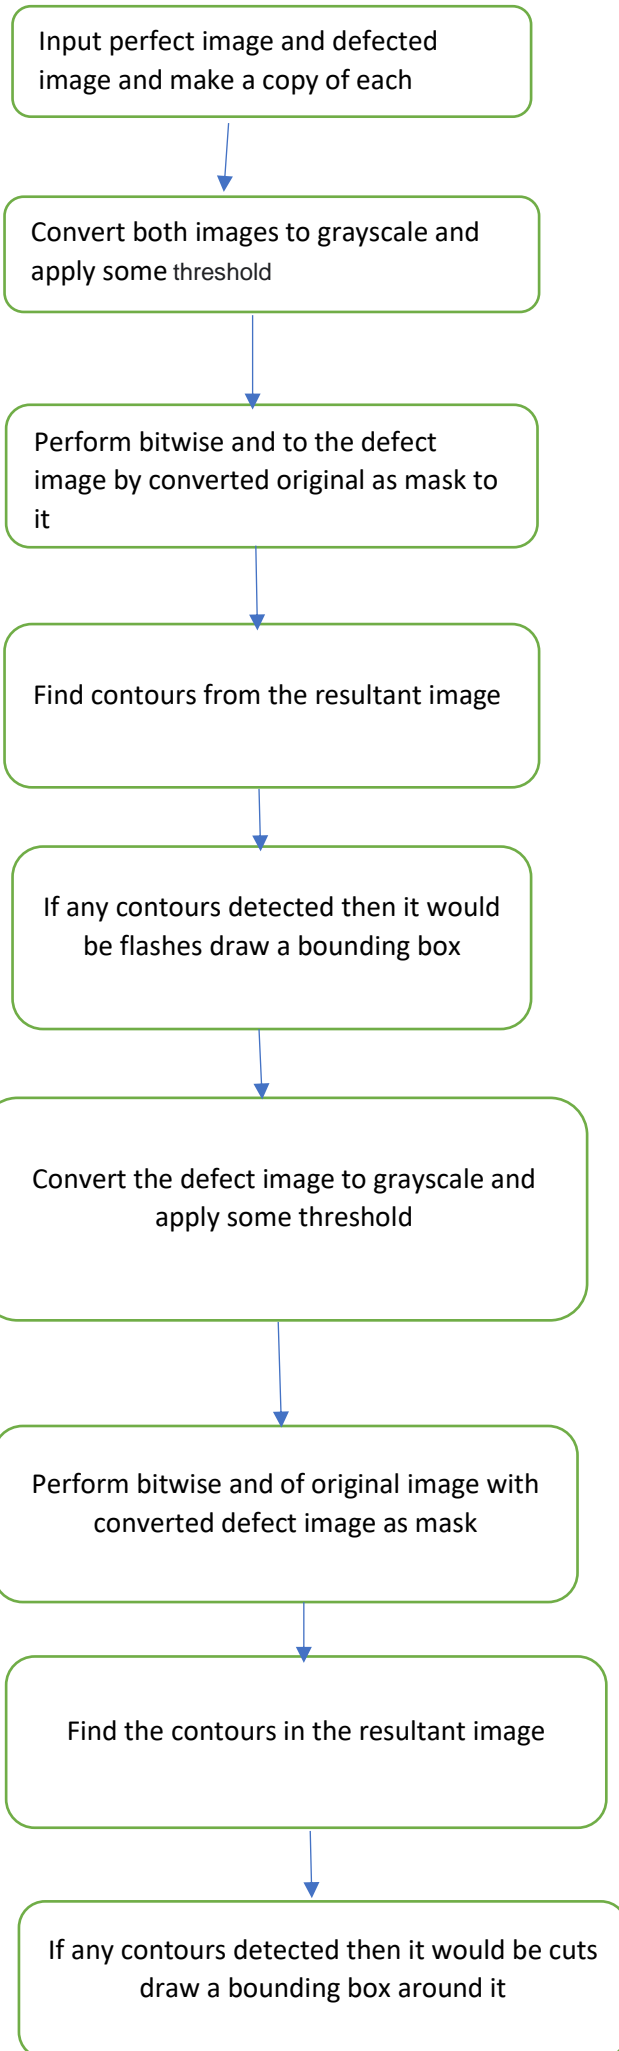 Input perfect image and defected
image and make a copy of each
Convert both images to grayscale and
apply some threshold
Perform bitwise and to the defect
image by converted original as mask to
it
Find contours from the resultant image
If any contours detected then it would
be flashes draw a bounding box
Convert the defect image to grayscale and
apply some threshold
Perform bitwise and of original image with
converted defect image as mask
Find the contours in the resultant image
If any contours detected then it would be cuts
draw a bounding box around it